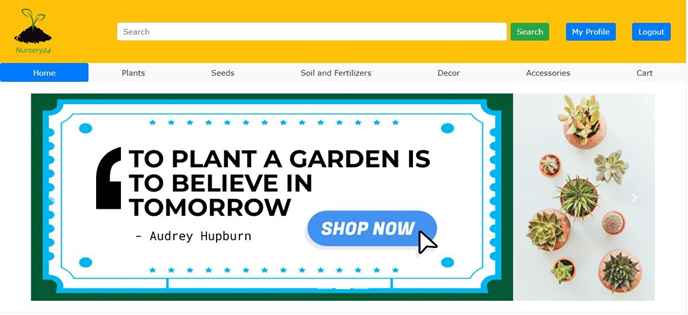 Search
Search
My Profile
Logout
Home
Plants
Seeds
Soil and Fertilizers
Decor
Accessories
Cart
TO PLANT A GARDEN IS
TO BELIEVE IN
TOMORROW
SHOP NOW
- Audrey Hupburn